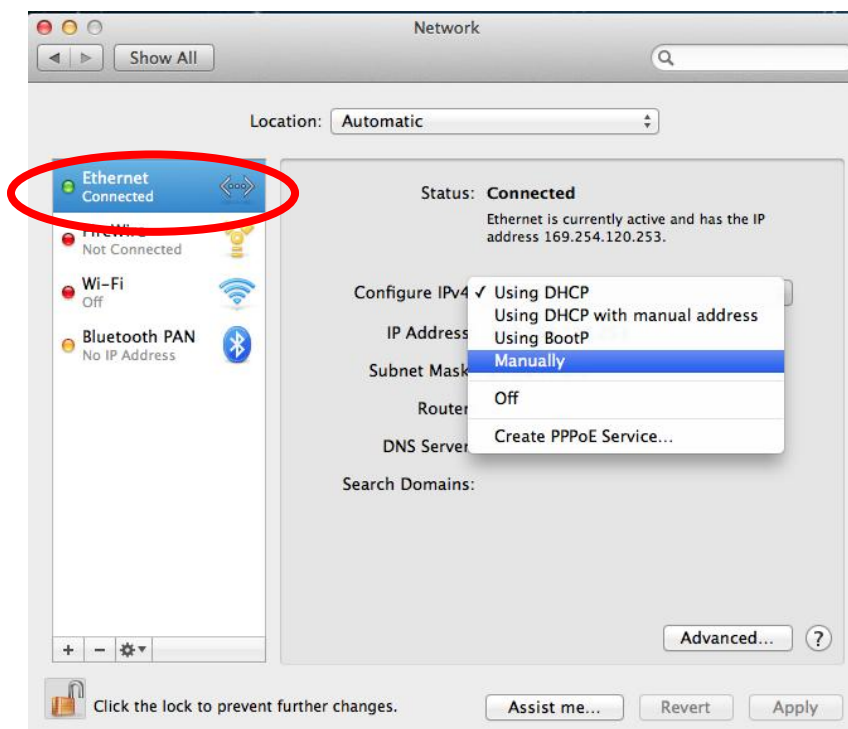 Network
Show All
Location: Automatic
Ethernet
Connected
FireWire
Not Connected
Wi-Fi
Off
Bluetooth PAN
No IP Address
Status: Connected
Ethernet is currently active and has the IP
address 169.254.120.253.
Configure IPv4 ✓ Using DHCP
Using DHCP with manual address
Using BootP
Manually
Off
Create PPPoE Service...
IP Address
Subnet Mask
Router
DNS Server
Search Domains:
+ −
Advanced... ?
Click the lock to prevent further changes.
Assist me... Revert Apply